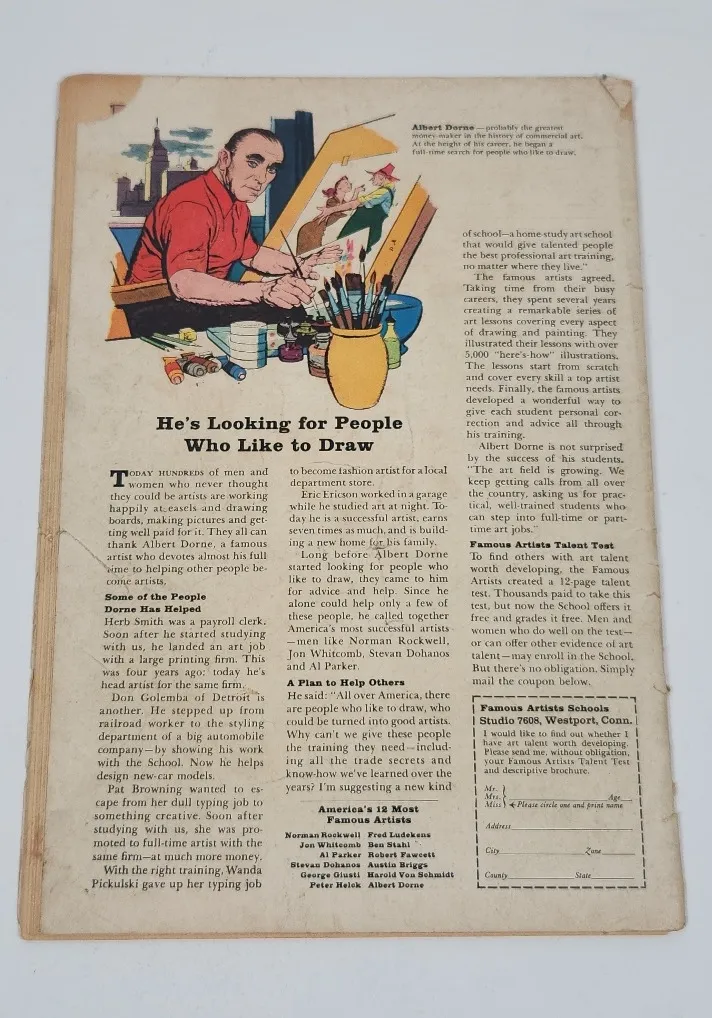 Albert Dorne — probably the greatest
money-maker in the history of commercial art.
At the height of his career, he began a
full-time search for people who like to draw.
He's Looking for People
Who Like to Draw
TODAY HUNDREDS of men and
women who never thought
they could be artists are working
happily at easels and drawing
boards, making pictures and get-
ting well paid for it. They all can
thank Albert Dorne, a famous
artist who devotes almost his full
time to helping other people be-
come artists.
Some of the People
Dorne Has Helped
Herb Smith was a payroll clerk.
Soon after he started studying
with us, he landed an art job
with a large printing firm. This
was four years ago; today he's
head artist for the same firm.
Don Golemba of Detroit is
another. He stepped up from
railroad worker to the styling
department of a big automobile
company—by showing his work
with the School. Now he helps
design new-car models.
Pat Browning wanted to es-
cape from her dull typing job to
something creative. Soon after
studying with us, she was pro-
moted to full-time artist with the
same firm—at much more money.
With the right training, Wanda
Pickulski gave up her typing job
to become fashion artist for a local
department store.
Eric Ericson worked in a garage
while he studied art at night. To-
day he is a successful artist, earns
seven times as much, and is build-
ing a new home for his family.
Long before Albert Dorne
started looking for people who
like to draw, they came to him
for advice and help. Since he
alone could help only a few of
these people, he called together
America's most successful artists
—men like Norman Rockwell,
Jon Whitcomb, Stevan Dohanos
and Al Parker.
A Plan to Help Others
He said: "All over America, there
are people who like to draw, who
could be turned into good artists.
Why can't we give these people
the training they need—includ-
ing all the trade secrets and
know-how we've learned over the
years? I'm suggesting a new kind
America's 12 Most
Famous Artists
Norman Rockwell Fred Ludekens
Jon Whitcomb Ben Stahl
Al Parker Robert Fawcett
Stevan Dohanos Austin Briggs
George Giusti Harold Von Schmidt
Peter Helck Albert Dorne
of school—a home-study art school
that would give talented people
the best professional art training,
no matter where they live."
The famous artists agreed.
Taking time from their busy
careers, they spent several years
creating a remarkable series of
art lessons covering every aspect
of drawing and painting. They
illustrated their lessons with over
5,000 "here's-how" illustrations.
The lessons start from scratch
and cover every skill a top artist
needs. Finally, the famous artists
developed a wonderful way to
give each student personal cor-
rection and advice all through
his training.
Albert Dorne is not surprised
by the success of his students.
"The art field is growing. We
keep getting calls from all over
the country, asking us for prac-
tical, well-trained students who
can step into full-time or part-
time art jobs."
Famous Artists Talent Test
To find others with art talent
worth developing, the Famous
Artists created a 12-page talent
test. Thousands paid to take this
test, but now the School offers it
free and grades it free. Men and
women who do well on the test—
or can offer other evidence of art
talent—may enroll in the School.
But there's no obligation. Simply
mail the coupon below.
Famous Artists Schools
Studio 7608, Westport, Conn.
I would like to find out whether I
have art talent worth developing.
Please send me, without obligation,
your Famous Artists Talent Test
and descriptive brochure.
Mr.
Mrs. Age
Miss Please circle one and print name
Address
City Zone
County State